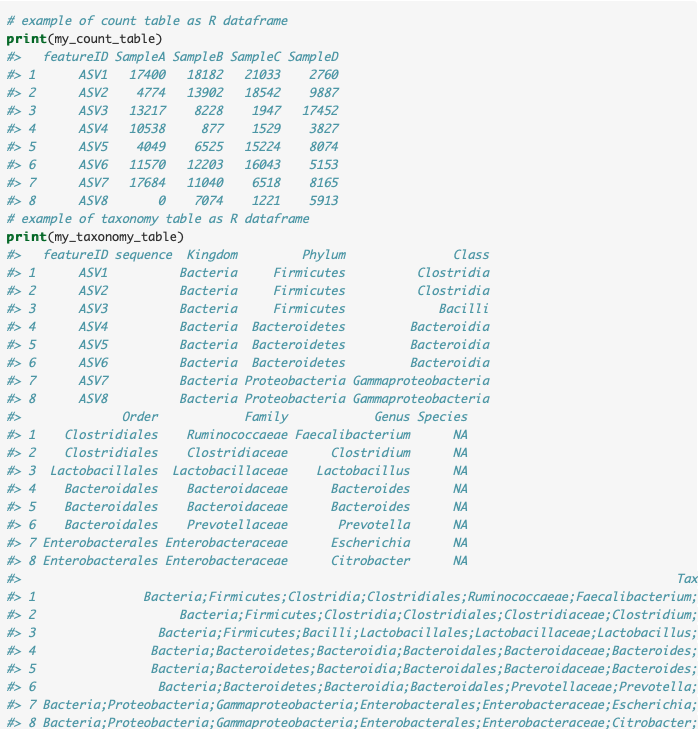 # example of count table as R dataframe
print(my_count_table)
#>   featureID SampleA SampleB SampleC SampleD
#> 1      ASV1   17400   18182   21033    2760
#> 2      ASV2    4774   13902   18542    9887
#> 3      ASV3   13217    8228    1947   17452
#> 4      ASV4   10538     877    1529    3827
#> 5      ASV5    4049    6525   15224    8074
#> 6      ASV6   11570   12203   16043    5153
#> 7      ASV7   17684   11040    6518    8165
#> 8      ASV8       0    7074    1221    5913
# example of taxonomy table as R dataframe
print(my_taxonomy_table)
#>   featureID sequence  Kingdom         Phylum               Class
#> 1      ASV1          Bacteria     Firmicutes          Clostridia
#> 2      ASV2          Bacteria     Firmicutes          Clostridia
#> 3      ASV3          Bacteria     Firmicutes             Bacilli
#> 4      ASV4          Bacteria  Bacteroidetes         Bacteroidia
#> 5      ASV5          Bacteria  Bacteroidetes         Bacteroidia
#> 6      ASV6          Bacteria  Bacteroidetes         Bacteroidia
#> 7      ASV7          Bacteria Proteobacteria Gammaproteobacteria
#> 8      ASV8          Bacteria Proteobacteria Gammaproteobacteria
#>              Order             Family            Genus Species
#> 1    Clostridiales    Ruminococcaceae Faecalibacterium      NA
#> 2    Clostridiales     Clostridiaceae      Clostridium      NA
#> 3  Lactobacillales   Lactobacillaceae    Lactobacillus      NA
#> 4    Bacteroidales     Bacteroidaceae      Bacteroides      NA
#> 5    Bacteroidales     Bacteroidaceae      Bacteroides      NA
#> 6    Bacteroidales     Prevotellaceae       Prevotella      NA
#> 7 Enterobacterales Enterobacteraceae      Escherichia      NA
#> 8 Enterobacterales Enterobacteraceae      Citrobacter      NA
#>                                                                                           Tax
#> 1               Bacteria;Firmicutes;Clostridia;Clostridiales;Ruminococcaceae;Faecalibacterium;
#> 2                    Bacteria;Firmicutes;Clostridia;Clostridiales;Clostridiaceae;Clostridium;
#> 3                 Bacteria;Firmicutes;Bacilli;Lactobacillales;Lactobacillaceae;Lactobacillus;
#> 4                Bacteria;Bacteroidetes;Bacteroidia;Bacteroidales;Bacteroidaceae;Bacteroides;
#> 5                Bacteria;Bacteroidetes;Bacteroidia;Bacteroidales;Bacteroidaceae;Bacteroides;
#> 6                 Bacteria;Bacteroidetes;Bacteroidia;Bacteroidales;Prevotellaceae;Prevotella;
#> 7 Bacteria;Proteobacteria;Gammaproteobacteria;Enterobacterales;Enterobacteraceae;Escherichia;
#> 8 Bacteria;Proteobacteria;Gammaproteobacteria;Enterobacterales;Enterobacteraceae;Citrobacter;